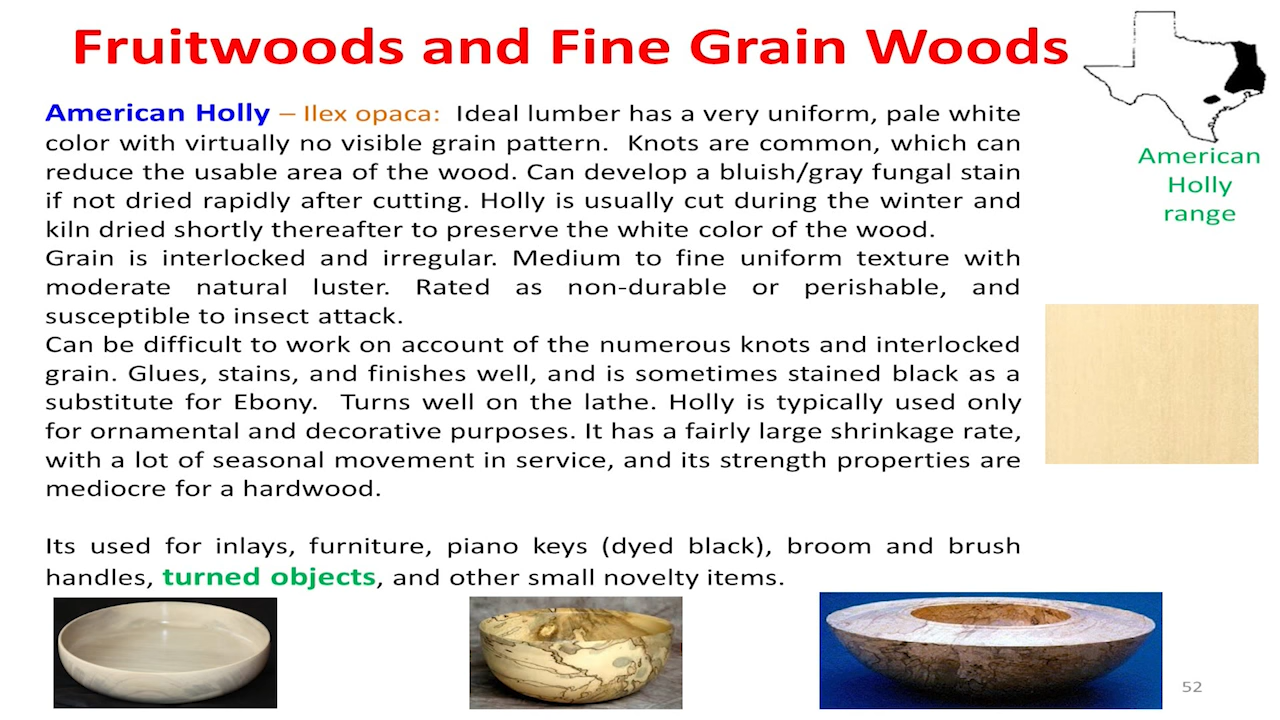 Fruitwoods and Fine Grain Woods
American Holly – Ilex opaca: Ideal lumber has a very uniform, pale white
color with virtually no visible grain pattern. Knots are common, which can
reduce the usable area of the wood. Can develop a bluish/gray fungal stain
if not dried rapidly after cutting. Holly is usually cut during the winter and
kiln dried shortly thereafter to preserve the white color of the wood.
Grain is interlocked and irregular. Medium to fine uniform texture with
moderate natural luster. Rated as non-durable or perishable, and
susceptible to insect attack.
Can be difficult to work on account of the numerous knots and interlocked
grain. Glues, stains, and finishes well, and is sometimes stained black as a
substitute for Ebony. Turns well on the lathe. Holly is typically used only
for ornamental and decorative purposes. It has a fairly large shrinkage rate,
with a lot of seasonal movement in service, and its strength properties are
mediocre for a hardwood.
Its used for inlays, furniture, piano keys (dyed black), broom and brush
handles, turned objects, and other small novelty items.
American
Holly
range
52